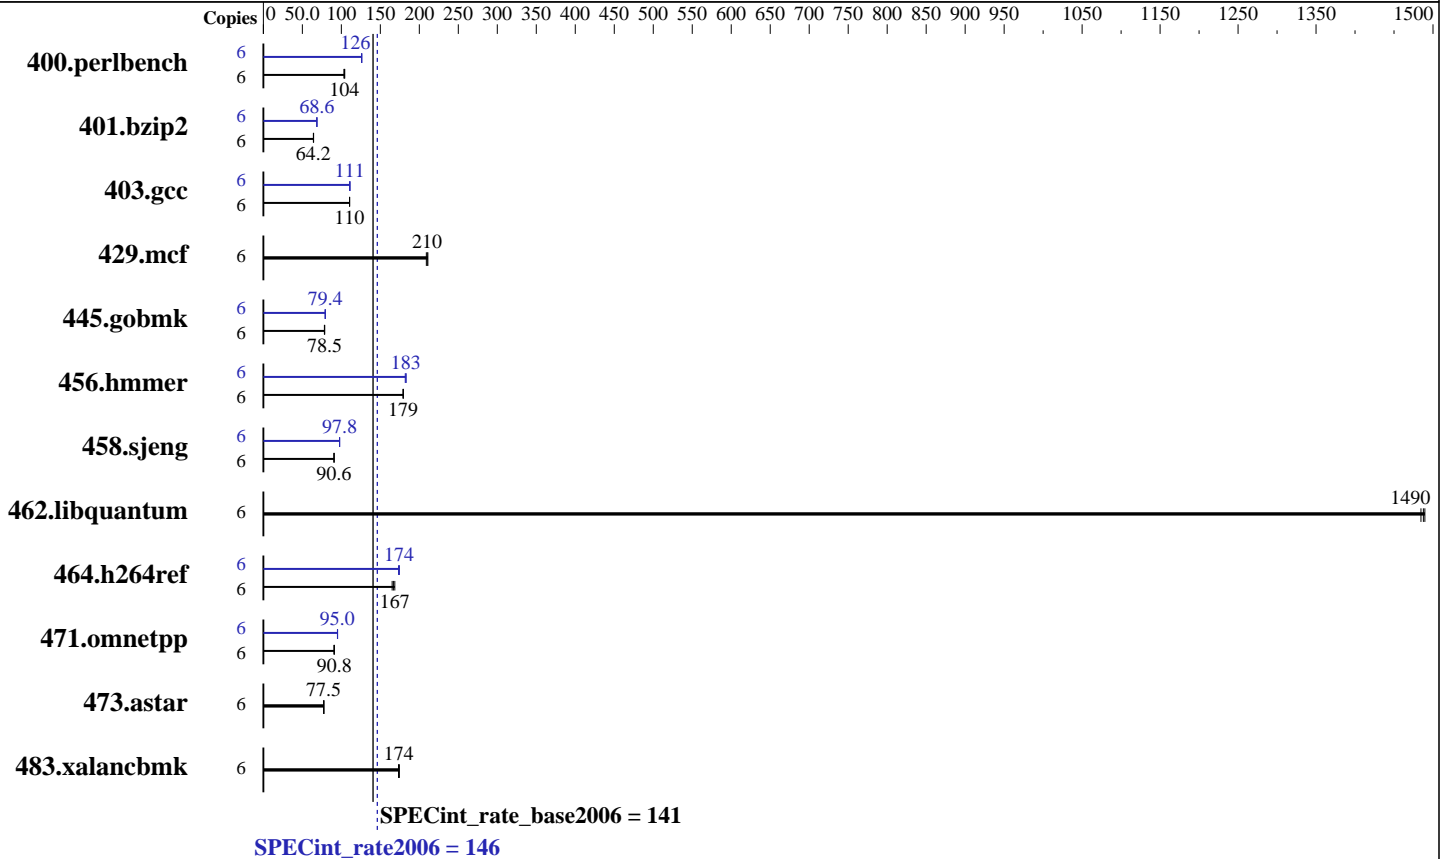 Copies 0 50.0 100 150 200 250 300 350 400 450 500 550 600 650 700 750 800 850 900 950 1050 1150 1250 1350 1500
400.perlbench 6 126
6 104
401.bzip2 6 68.6
6 64.2
403.gcc 6 111
6 110
429.mcf 6 210
445.gobmk 6 79.4
6 78.5
456.hmmer 6 183
6 179
458.sjeng 6 97.8
6 90.6
462.libquantum 6 1490
464.h264ref 6 174
6 167
471.omnetpp 6 95.0
6 90.8
473.astar 6 77.5
483.xalancbmk 6 174
SPECint_rate_base2006 = 141
SPECint_rate2006 = 146